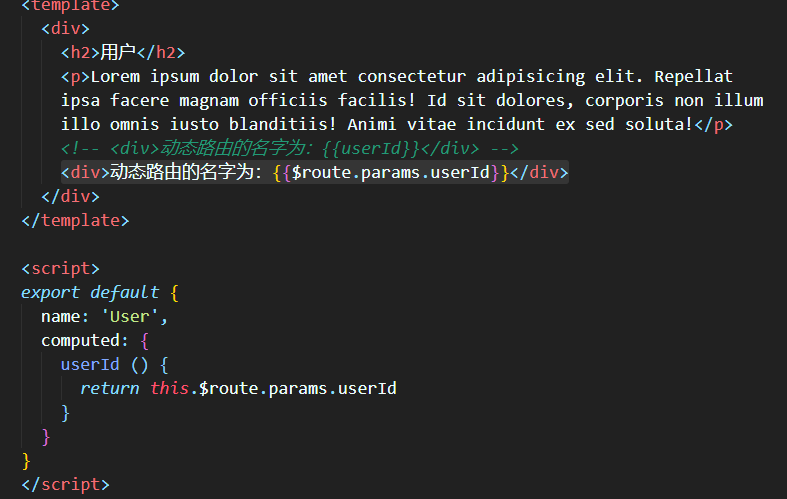 <template>
<div>
<h2>用户</h2>
<p>Lorem ipsum dolor sit amet consectetur adipisicing elit. Repellat
ipsa facere magnam officiis facilis! Id sit dolores, corporis non illum
illo omnis iusto blanditiis! Animi vitae incidunt ex sed soluta!</p>
<!-- <div>动态路由的名字为: {{userId}}</div> -->
<div>动态路由的名字为: {{$route.params.userId}}</div>
</div>
</template>
<script>
export default {
name: 'User',
computed: {
userId () {
return this.$route.params.userId
}
}
}
</script>